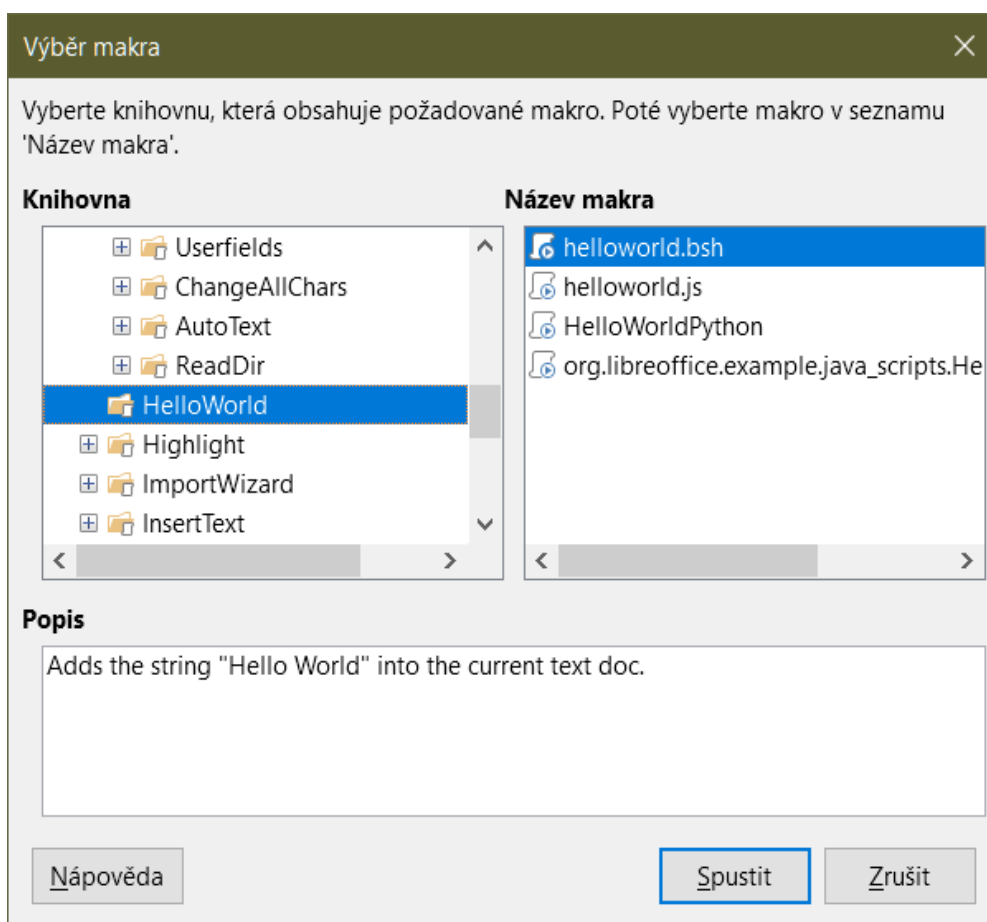 Výběr makra
Vyberte knihovnu, která obsahuje požadované makro. Poté vyberte makro v seznamu
'Název makra'.
Knihovna
Userfields
ChangeAllChars
AutoText
ReadDir
HelloWorld
Highlight
ImportWizard
InsertText
Název makra
helloworld.bsh
helloworld.js
HelloWorldPython
org.libreoffice.example.java_scripts.He
Popis
Adds the string "Hello World" into the current text doc.
Nápověda
Spustit
Zrušit